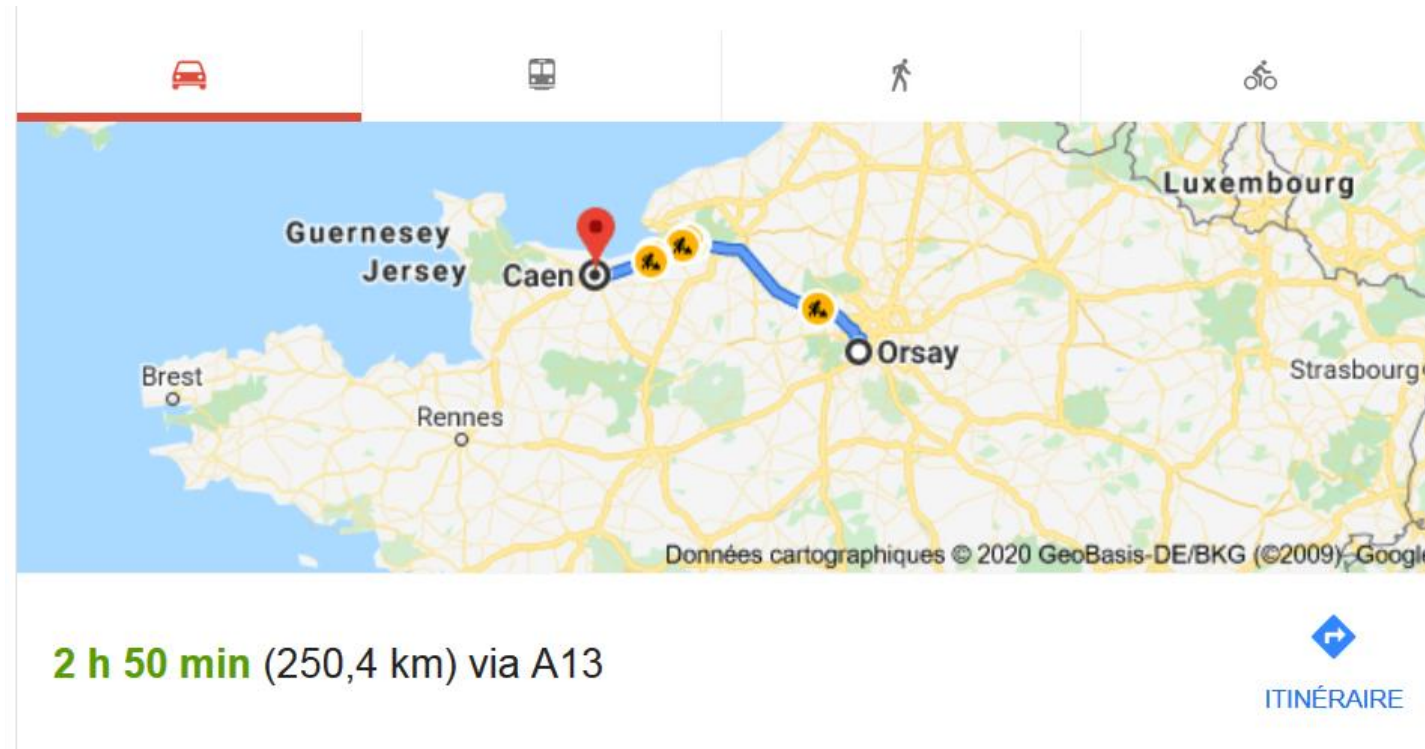 Luxembourg
Guernesey
Jersey
Caen
Orsay
Brest
Strasbourg
Rennes
Données cartographiques © 2020 GeoBasis-DE/BKG (©2009), Google
2 h 50 min (250,4 km) via A13
ITINÉRAIRE